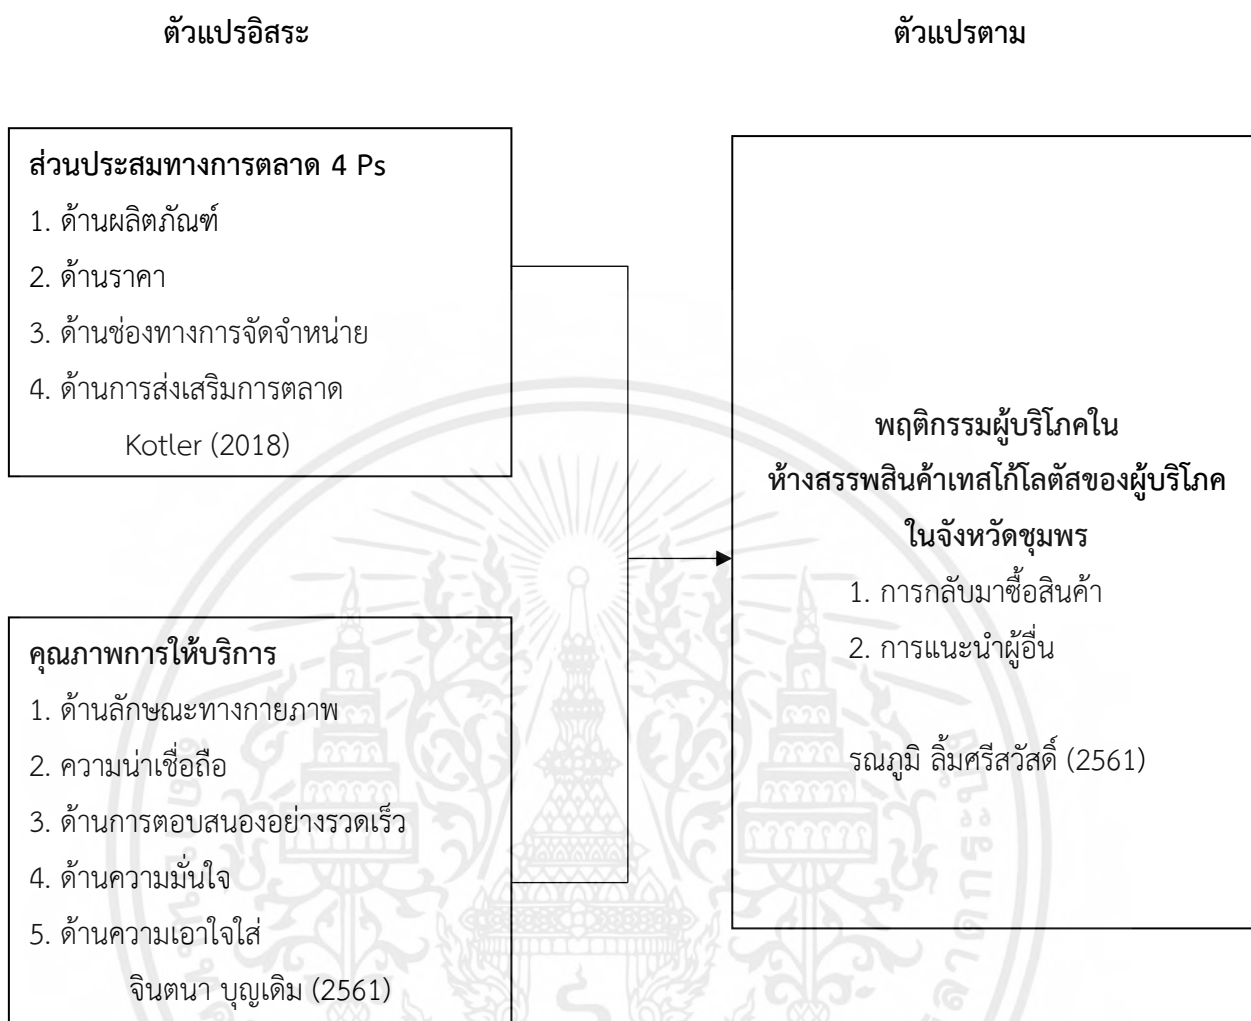 ตัวแปรอิสระ
ตัวแปรตาม
ส่วนประสมทางการตลาด 4 Ps
1. ด้านผลิตภัณฑ์
2. ด้านราคา
3. ด้านช่องทางการจัดจำหน่าย
4. ด้านการส่งเสริมการตลาด
Kotler (2018)
คุณภาพการให้บริการ
1. ด้านลักษณะทางกายภาพ
2. ความน่าเชื่อถือ
3. ด้านการตอบสนองอย่างรวดเร็ว
4. ด้านความมั่นใจ
5. ด้านความเอาใจใส่
จินตนา บุญเดิม (2561)
พฤติกรรมผู้บริโภคใน
ห้างสรรพสินค้าเทสโก้โลตัสของผู้บริโภค
ในจังหวัดชุมพร
1. การกลับมาซื้อสินค้า
2. การแนะนำผู้อื่น
รณภูมิ ลิ้มศรีสวัสดิ์ (2561)